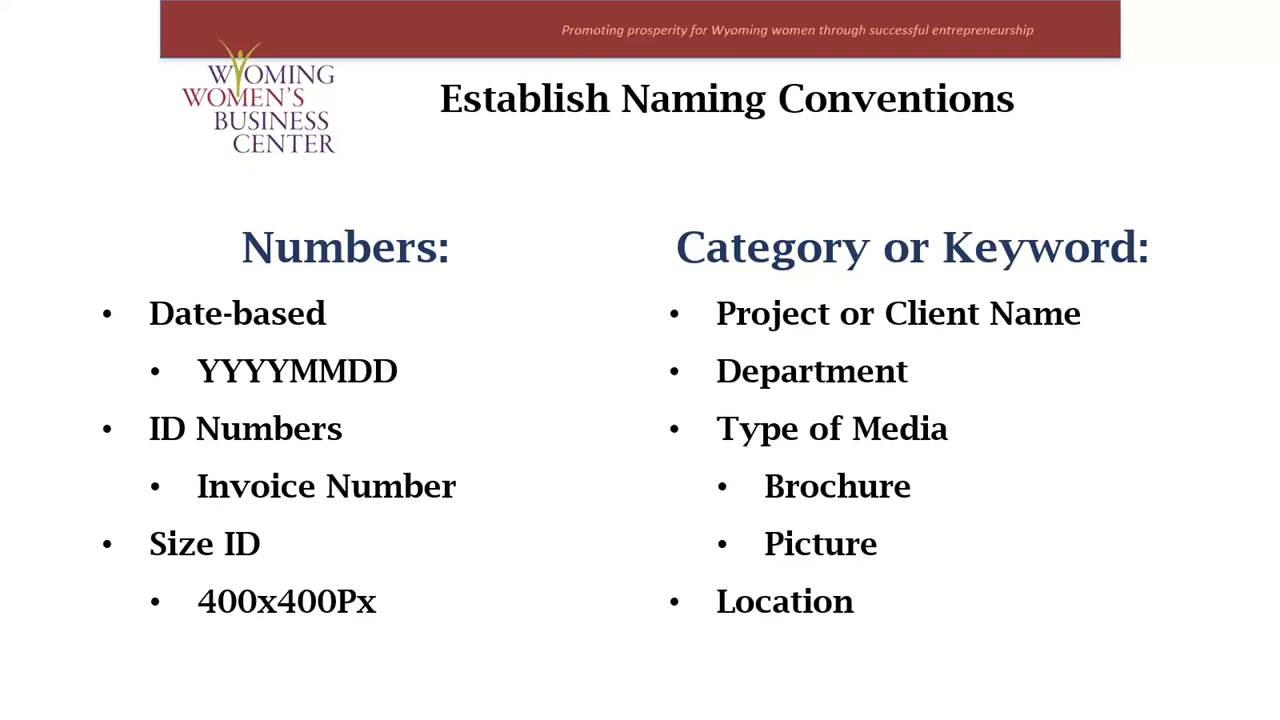 Promoting prosperity for Wyoming women through successful entrepreneurship
WYOMING
WOMEN'S
BUSINESS
CENTER
Establish Naming Conventions
Numbers:
• Date-based
• YYYYMMDD
• ID Numbers
• Invoice Number
• Size ID
• 400x400Px
Category or Keyword:
• Project or Client Name
• Department
• Type of Media
• Brochure
• Picture
• Location